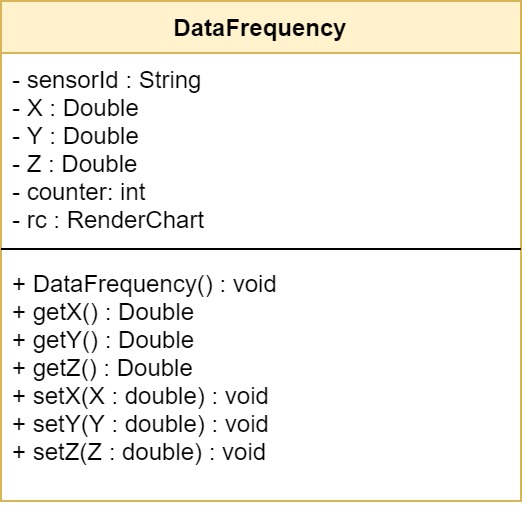 DataFrequency
- sensorId : String
- X : Double
- Y : Double
- Z : Double
- counter: int
- rc : RenderChart
+ DataFrequency() : void
+ getX() : Double
+ getY() : Double
+ getZ() : Double
+ setX(X : double) : void
+ setY(Y : double) : void
+ setZ(Z : double) : void